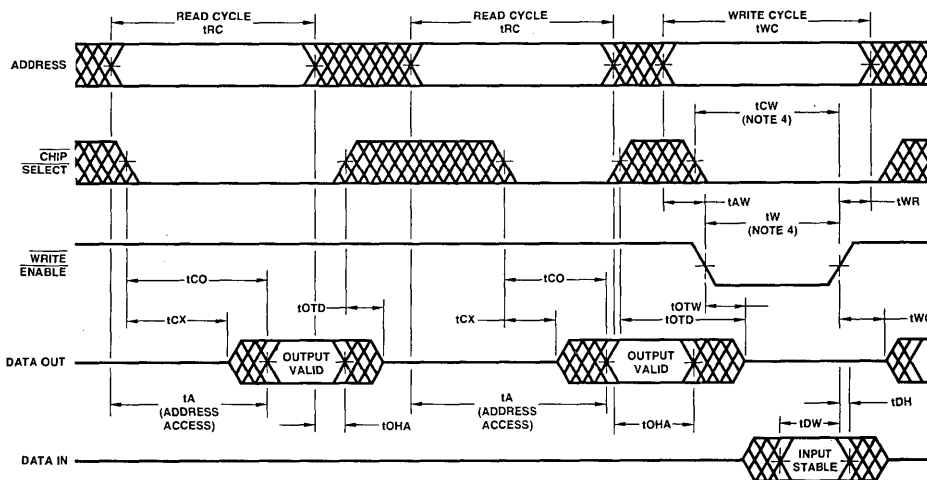 READ CYCLE
tRC
READ CYCLE
tRC
WRITE CYCLE
tWC
ADDRESS
tCW
(NOTE 4)
CHIP
SELECT
tAW
tWR
tW
(NOTE 4)
WRITE
ENABLE
tCO
tCO
tOTD
tOTW
tCX
tCX
tOTD
tWO
DATA OUT
OUTPUT
VALID
OUTPUT
VALID
tA
(ADDRESS
ACCESS)
tOHA
tA
(ADDRESS
ACCESS)
tOHA
tDH
tDW
DATA IN
INPUT
STABLE